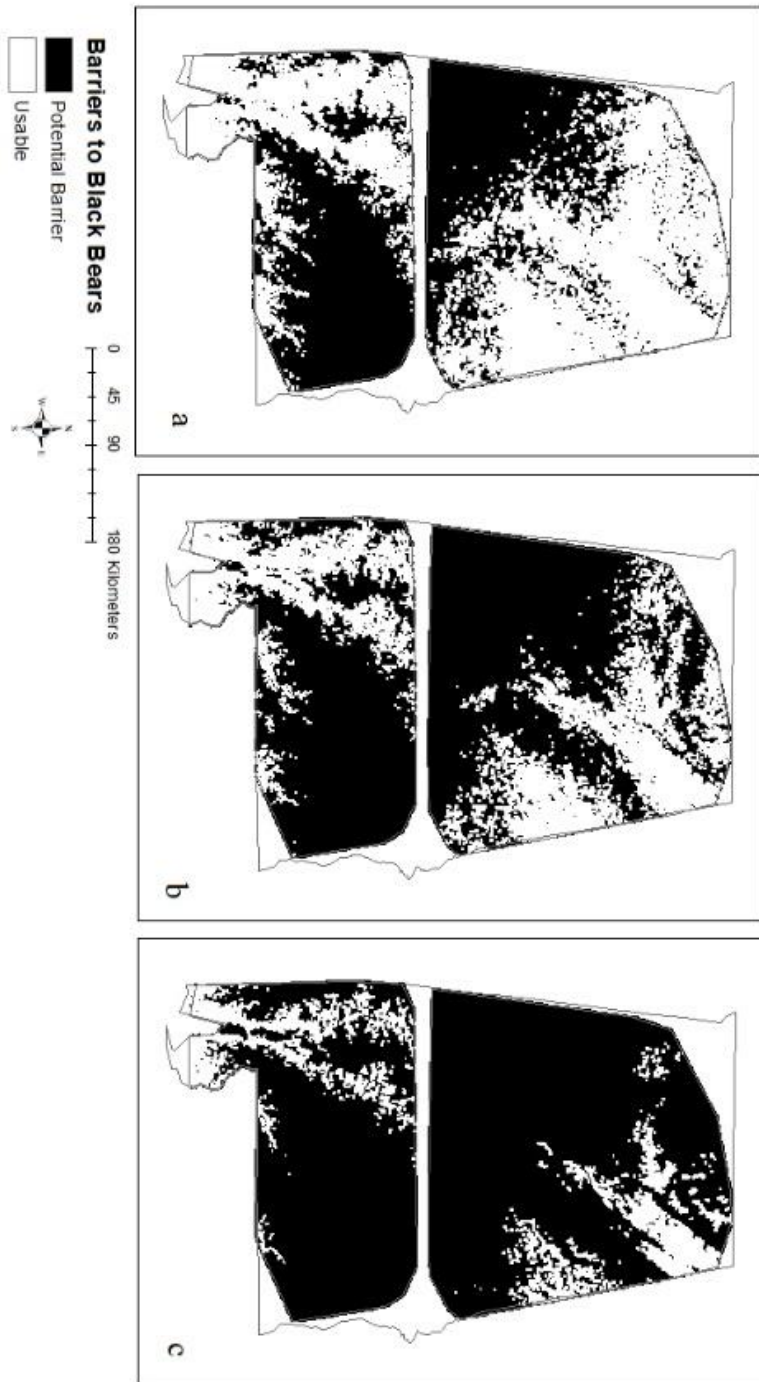 a
b
c
Barriers to Black Bears
Potential Barrier
Usable
0 45 90 180 Kilometers
N
W E
S